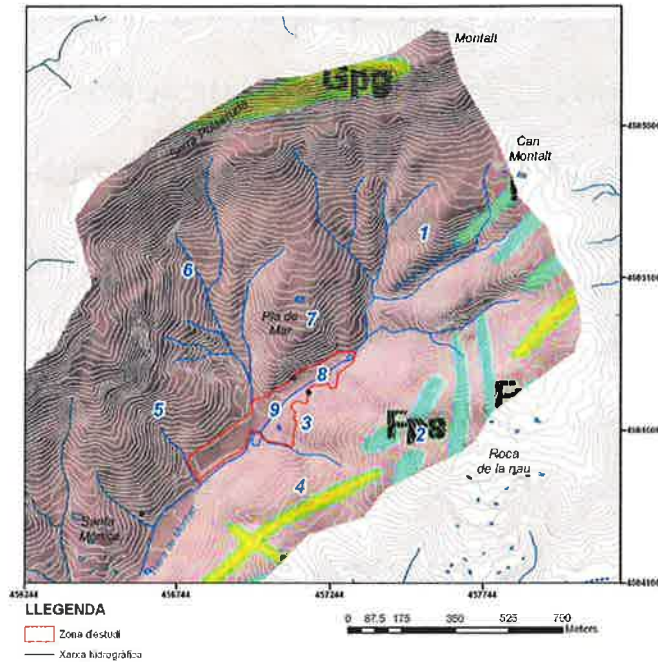 Montalt
Gpg
Can
Montalt
1
6
7
Pla de
Mar
8
5
9
3
Fps
2
Roca
de la nau
4
Santa
Mònica
456244
456744
457244
457744
LLEGENDA
Zona d'estudi
Xarxa hidrogràfica
0 87,5 175 350 525 700
Meters